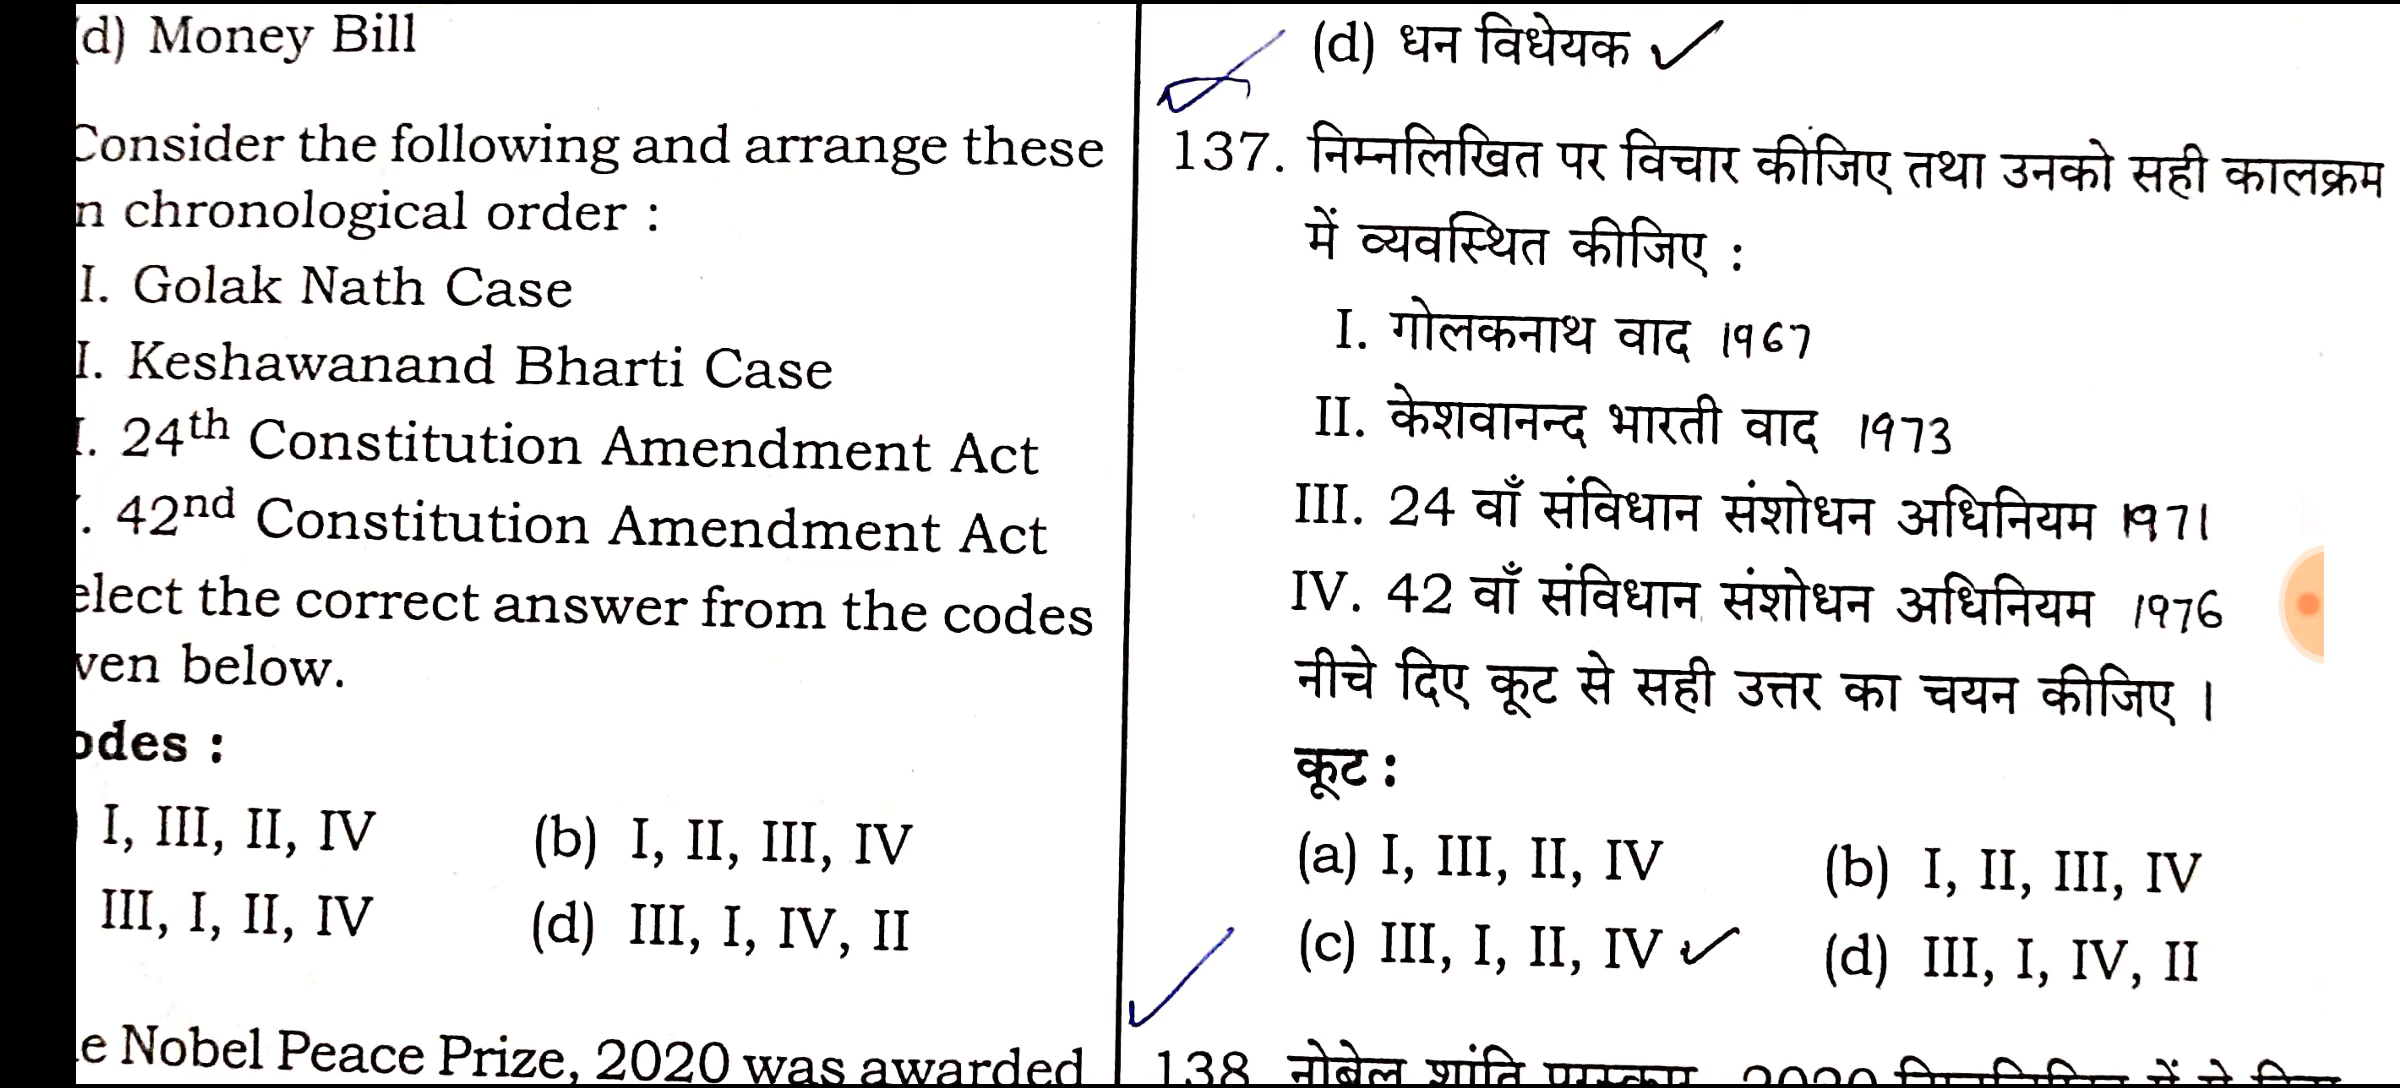 d) Money Bill
Consider the following and arrange these
n chronological order :
I. Golak Nath Case
I. Keshawanand Bharti Case
I. 24th Constitution Amendment Act
. 42nd Constitution Amendment Act
elect the correct answer from the codes
ven below.
odes :
I, III, II, IV (b) I, II, III, IV
III, I, II, IV (d) III, I, IV, II
e Nobel Peace Prize, 2020 was awarded
(d) धन विधेयक ✓
137. निम्नलिखित पर विचार कीजिए तथा उनको सही कालक्रम
में व्यवस्थित कीजिए :
I. गोलकनाथ वाद 1967
II. केशवानन्द भारती वाद 1973
III. 24 वाँ संविधान संशोधन अधिनियम 1971
IV. 42 वाँ संविधान संशोधन अधिनियम 1976
नीचे दिए कूट से सही उत्तर का चयन कीजिए ।
कूट :
(a) I, III, II, IV (b) I, II, III, IV
(c) III, I, II, IV ✓ (d) III, I, IV, II
138 नोबेल शांति पुरस्कार 2020